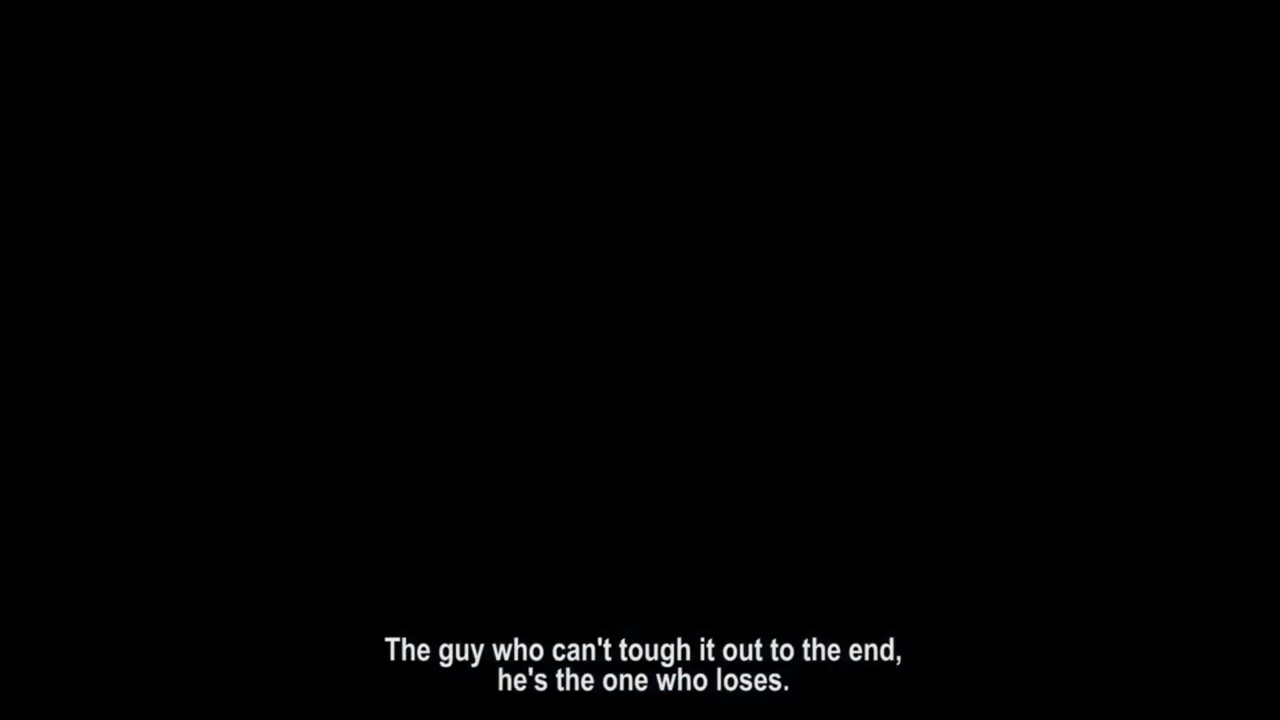 The guy who can't tough it out to the end,
he's the one who loses.